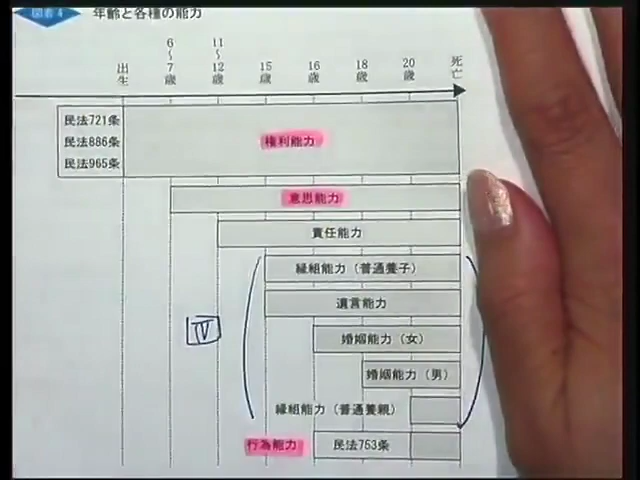 図表4 年齢と各種の能力
出生
6〜7歳
11〜12歳
15歳
16歳
18歳
20歳
死亡
民法721条
民法886条
民法965条
権利能力
意思能力
責任能力
縁組能力（普通養子）
遺言能力
IV
婚姻能力（女）
婚姻能力（男）
縁組能力（普通養親）
行為能力
民法753条